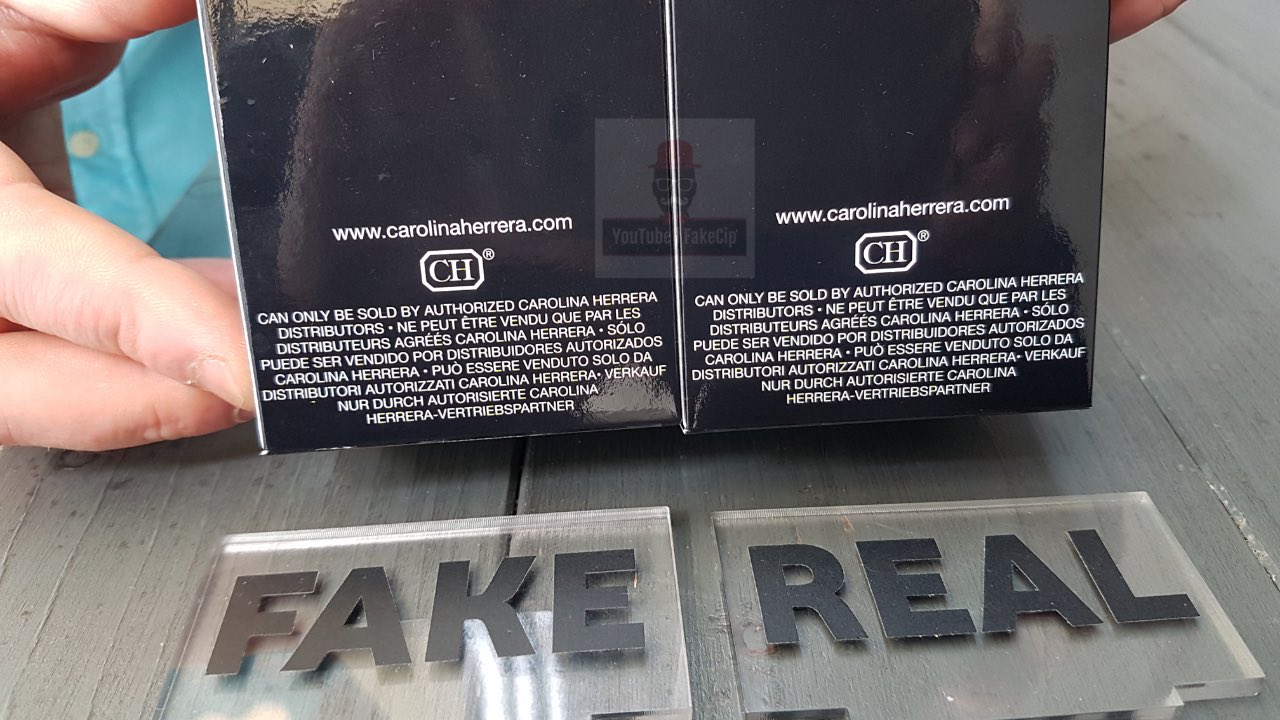 www.carolinaherrera.com
CH®
CAN ONLY BE SOLD BY AUTHORIZED CAROLINA HERRERA
DISTRIBUTORS • NE PEUT ÊTRE VENDU QUE PAR LES
DISTRIBUTEURS AGRÉÉS CAROLINA HERRERA • SÓLO
PUEDE SER VENDIDO POR DISTRIBUIDORES AUTORIZADOS
CAROLINA HERRERA • PUÒ ESSERE VENDUTO SOLO DA
DISTRIBUTORI AUTORIZZATI CAROLINA HERRERA• VERKAUF
NUR DURCH AUTORISIERTE CAROLINA
HERRERA-VERTRIEBSPARTNER
YouTube FakeCip
www.carolinaherrera.com
CH®
CAN ONLY BE SOLD BY AUTHORIZED CAROLINA HERRERA
DISTRIBUTORS • NE PEUT ÊTRE VENDU QUE PAR LES
DISTRIBUTEURS AGRÉÉS CAROLINA HERRERA • SÓLO
PUEDE SER VENDIDO POR DISTRIBUIDORES AUTORIZADOS
CAROLINA HERRERA • PUÒ ESSERE VENDUTO SOLO DA
DISTRIBUTORI AUTORIZZATI CAROLINA HERRERA• VERKAUF
NUR DURCH AUTORISIERTE CAROLINA
HERRERA-VERTRIEBSPARTNER
FAKE
REAL